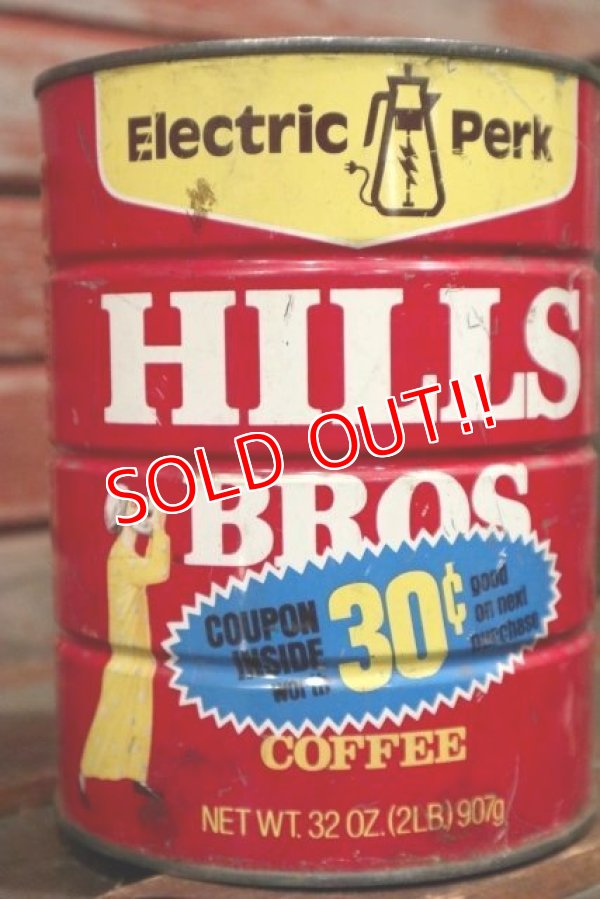 Electric Perk
HILLS
SOLD OUT!!
BROS
COUPON
INSIDE
worth
30¢
good
on next
purchase
COFFEE
NET WT. 32 OZ. (2LB.) 907g